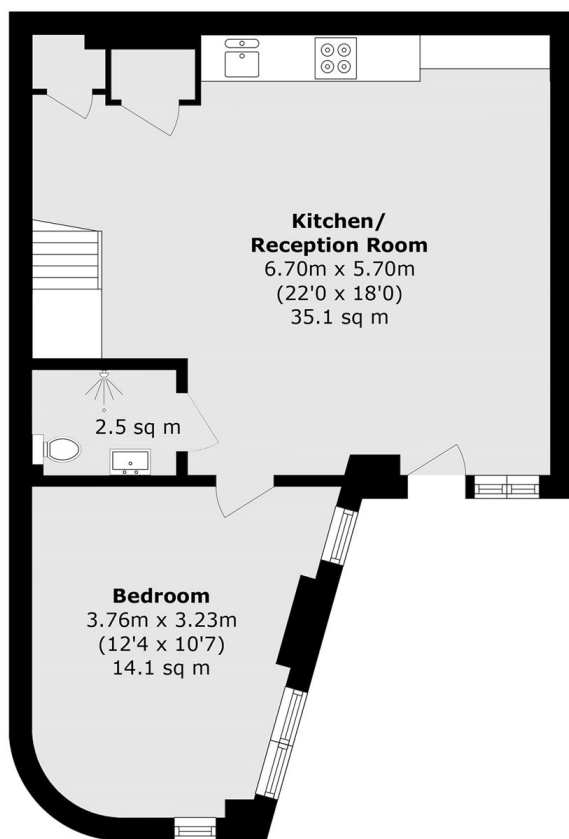 Kitchen/
Reception Room
6.70m x 5.70m
(22'0 x 18'0)
35.1 sq m
2.5 sq m
Bedroom
3.76m x 3.23m
(12'4 x 10'7)
14.1 sq m